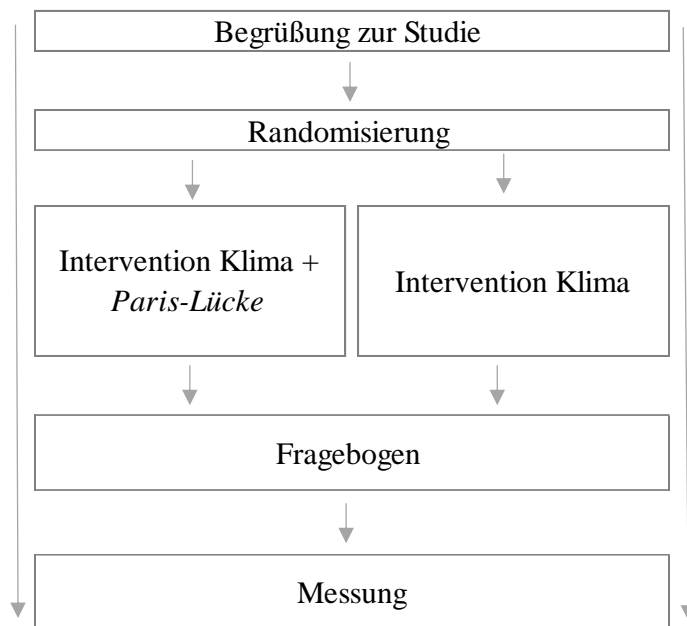 Begrüßung zur Studie
Randomisierung
Intervention Klima +
Paris-Lücke
Intervention Klima
Fragebogen
Messung